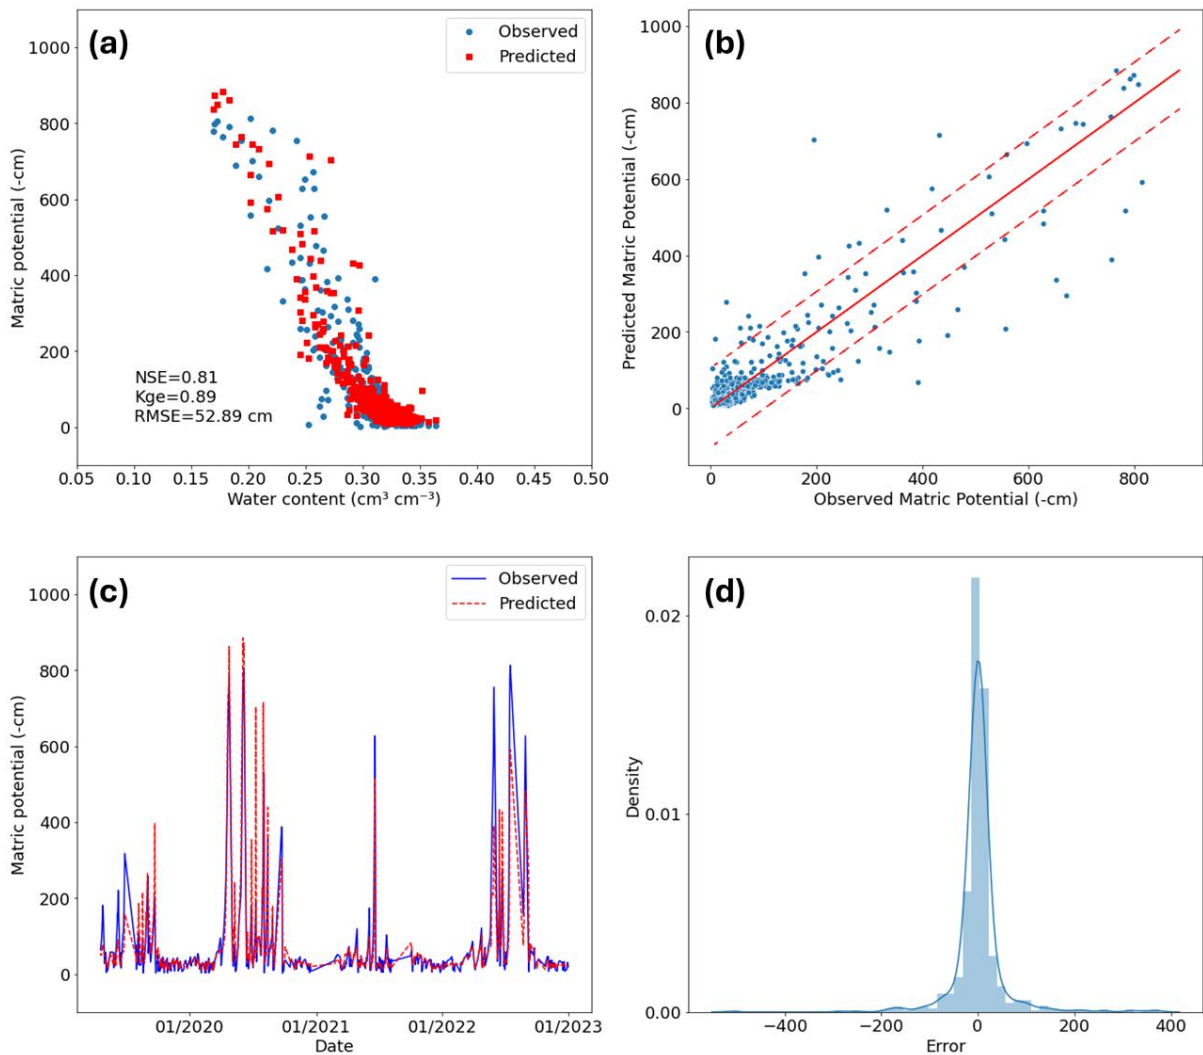 (a)
Observed
Predicted
1000
800
600
400
200
0
Matric potential (-cm)
NSE=0.81
Kge=0.89
RMSE=52.89 cm
0.05 0.10 0.15 0.20 0.25 0.30 0.35 0.40 0.45 0.50
Water content (cm³ cm⁻³)
(b)
1000
800
600
400
200
0
Predicted Matric Potential (-cm)
0 200 400 600 800
Observed Matric Potential (-cm)
(c)
Observed
Predicted
1000
800
600
400
200
0
Matric potential (-cm)
01/2020 01/2021 01/2022 01/2023
Date
(d)
0.02
0.01
0.00
Density
−400 −200 0 200 400
Error